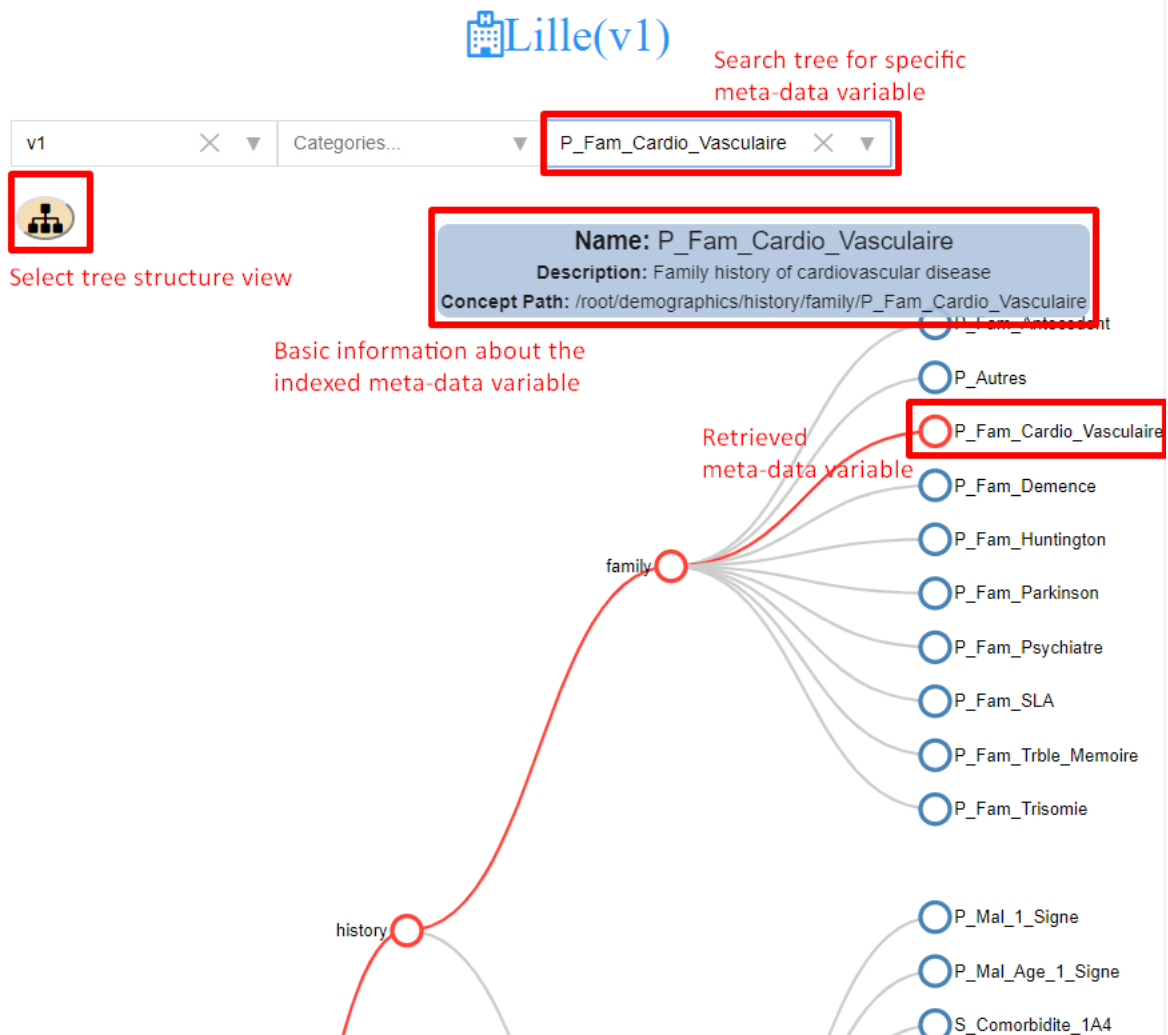 Lille(v1)
Search tree for specific
meta-data variable
v1
Categories...
P_Fam_Cardio_Vasculaire
Select tree structure view
Name: P_Fam_Cardio_Vasculaire
Description: Family history of cardiovascular disease
Concept Path: /root/demographics/history/family/P_Fam_Cardio_Vasculaire
P_Fam_Antecedent
Basic information about the
indexed meta-data variable
P_Autres
Retrieved
meta-data variable
P_Fam_Cardio_Vasculaire
P_Fam_Demence
P_Fam_Huntington
family
P_Fam_Parkinson
P_Fam_Psychiatre
P_Fam_SLA
P_Fam_Trble_Memoire
P_Fam_Trisomie
history
P_Mal_1_Signe
P_Mal_Age_1_Signe
S_Comorbidite_1A4